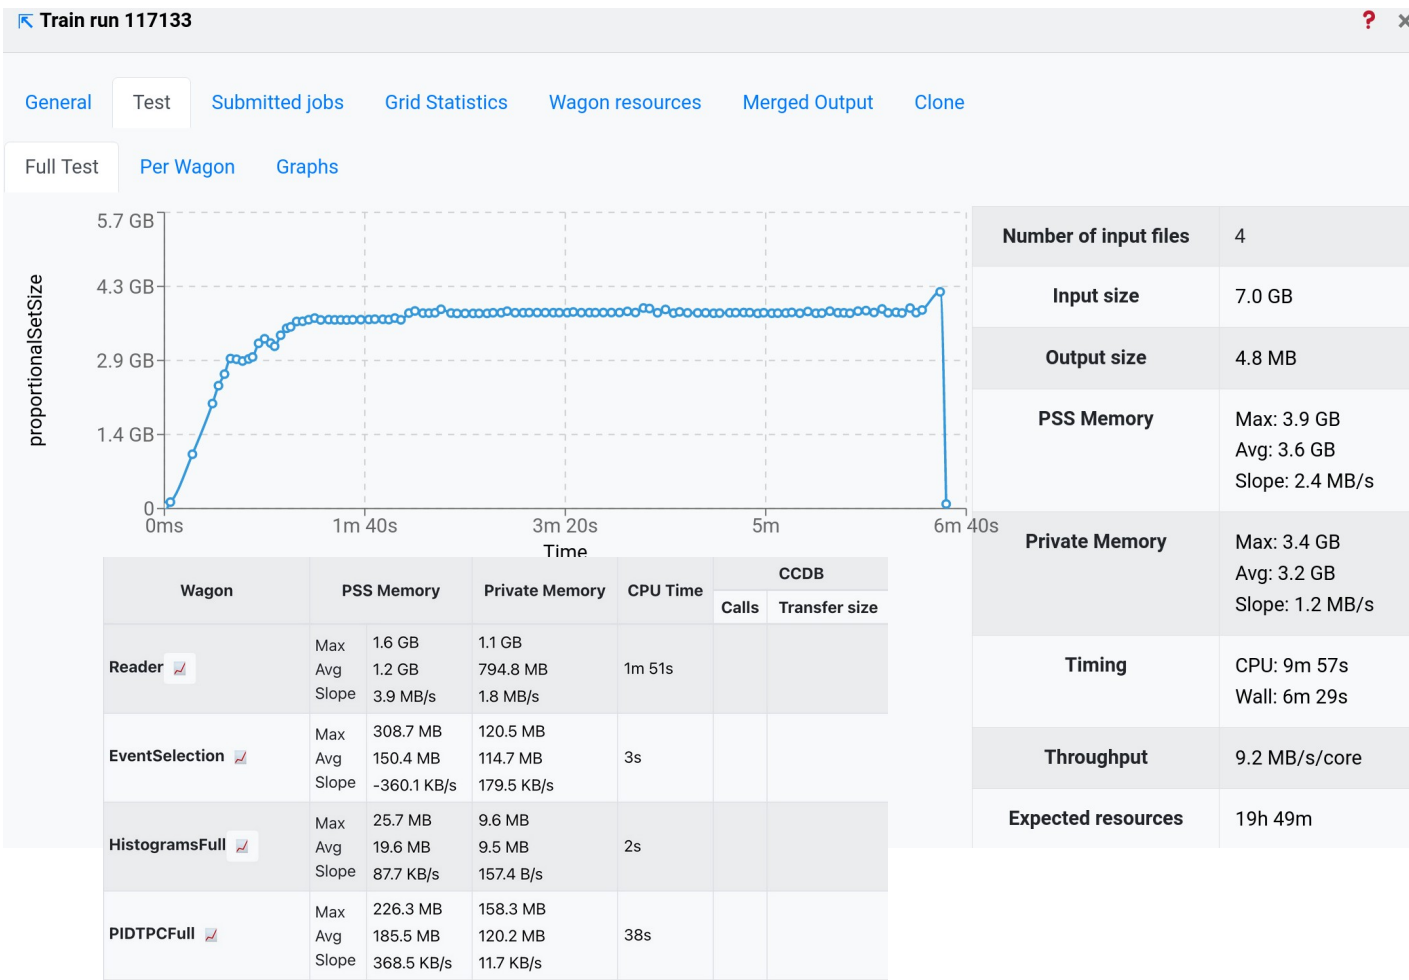 Train run 117133
?
×
General Test Submitted jobs Grid Statistics Wagon resources Merged Output Clone
Full Test Per Wagon Graphs
proportionalSetSize
5.7 GB
4.3 GB
2.9 GB
1.4 GB
0
0ms 1m 40s 3m 20s 5m 6m 40s
Time
Number of input files 4
Input size 7.0 GB
Output size 4.8 MB
PSS Memory Max: 3.9 GB
Avg: 3.6 GB
Slope: 2.4 MB/s
Private Memory Max: 3.4 GB
Avg: 3.2 GB
Slope: 1.2 MB/s
Timing CPU: 9m 57s
Wall: 6m 29s
Throughput 9.2 MB/s/core
Expected resources 19h 49m
Wagon PSS Memory Private Memory CPU Time CCDB
Calls Transfer size
Reader Max 1.6 GB 1.1 GB 1m 51s
Avg 1.2 GB 794.8 MB
Slope 3.9 MB/s 1.8 MB/s
EventSelection Max 308.7 MB 120.5 MB 3s
Avg 150.4 MB 114.7 MB
Slope -360.1 KB/s 179.5 KB/s
HistogramsFull Max 25.7 MB 9.6 MB 2s
Avg 19.6 MB 9.5 MB
Slope 87.7 KB/s 157.4 B/s
PIDTPCFull Max 226.3 MB 158.3 MB 38s
Avg 185.5 MB 120.2 MB
Slope 368.5 KB/s 11.7 KB/s